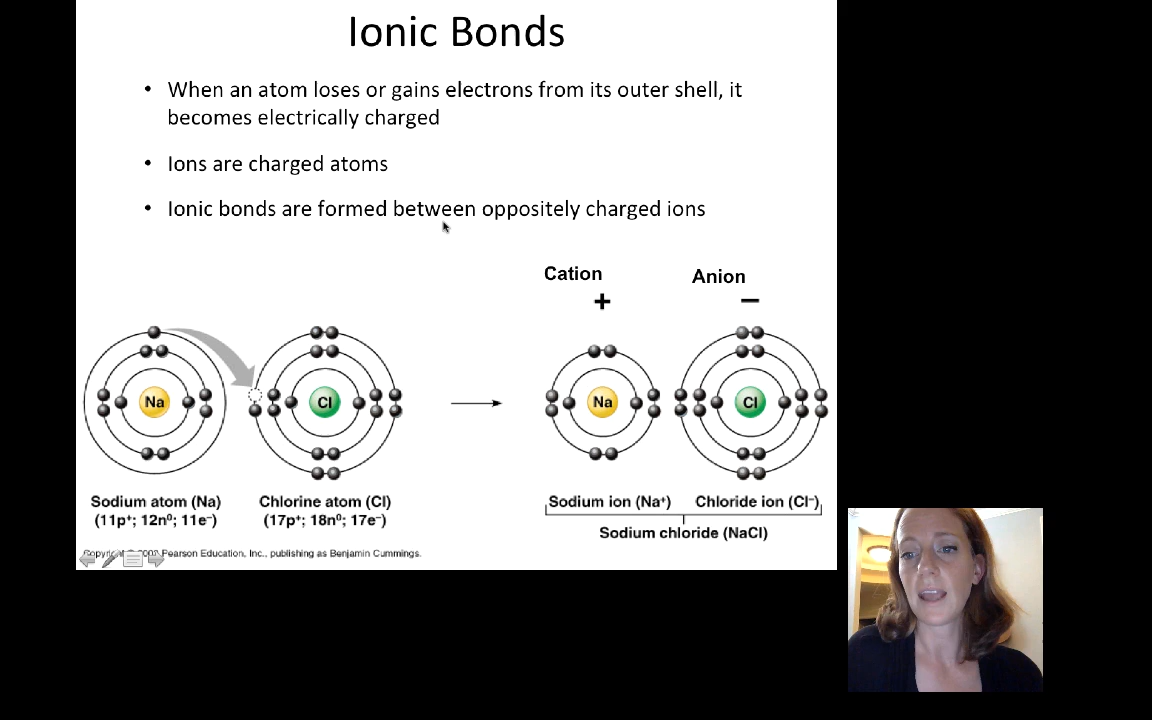 Ionic Bonds
• When an atom loses or gains electrons from its outer shell, it
becomes electrically charged
• Ions are charged atoms
• Ionic bonds are formed between oppositely charged ions
Cation
Anion
+
−
Na
Cl
Na
Cl
Sodium atom (Na)
(11p⁺; 12n⁰; 11e⁻)
Chlorine atom (Cl)
(17p⁺; 18n⁰; 17e⁻)
Sodium ion (Na⁺)
Chloride ion (Cl⁻)
Sodium chloride (NaCl)
Pearson Education, Inc., publishing as Benjamin Cummings.